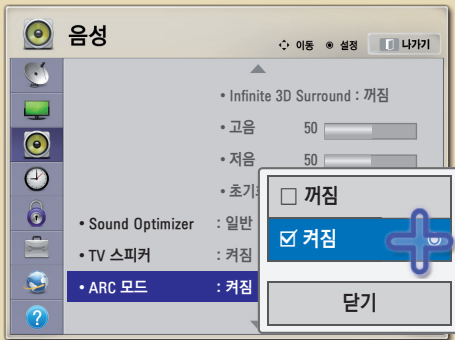 음성
이동 설정 나가기
• Infinite 3D Surround : 꺼짐
• 고음 50
• 저음 50
• 초기
• Sound Optimizer : 일반
• TV 스피커 : 켜짐
• ARC 모드 : 켜짐
꺼짐
켜짐
닫기
?